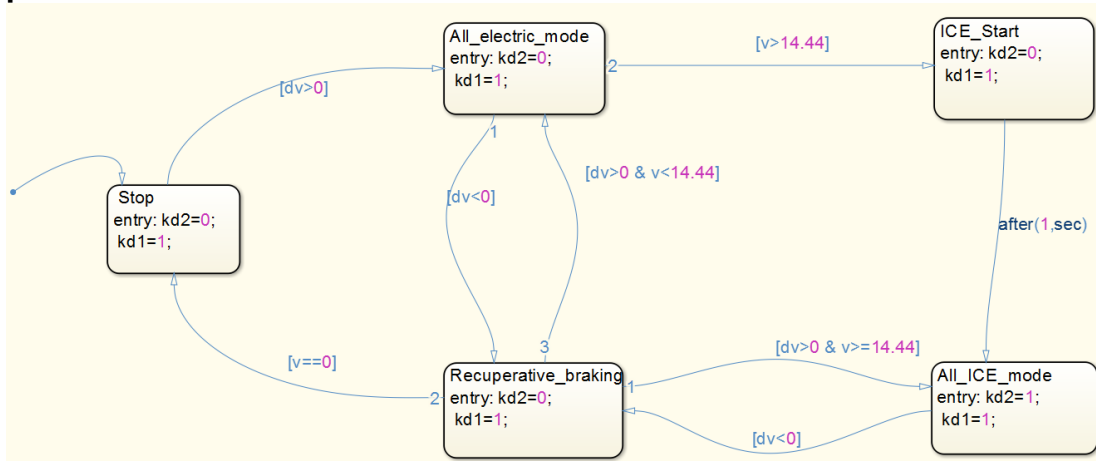 All_electric_mode
entry: kd2=0;
kd1=1;
2
[v>14.44]
ICE_Start
entry: kd2=0;
kd1=1;
[dv>0]
1
[dv>0 & v<14.44]
[dv<0]
Stop
entry: kd2=0;
kd1=1;
after(1,sec)
3
[dv>0 & v>=14.44]
[v==0]
Recuperative_braking
entry: kd2=0;
kd1=1;
2
1
All_ICE_mode
entry: kd2=1;
kd1=1;
[dv<0]